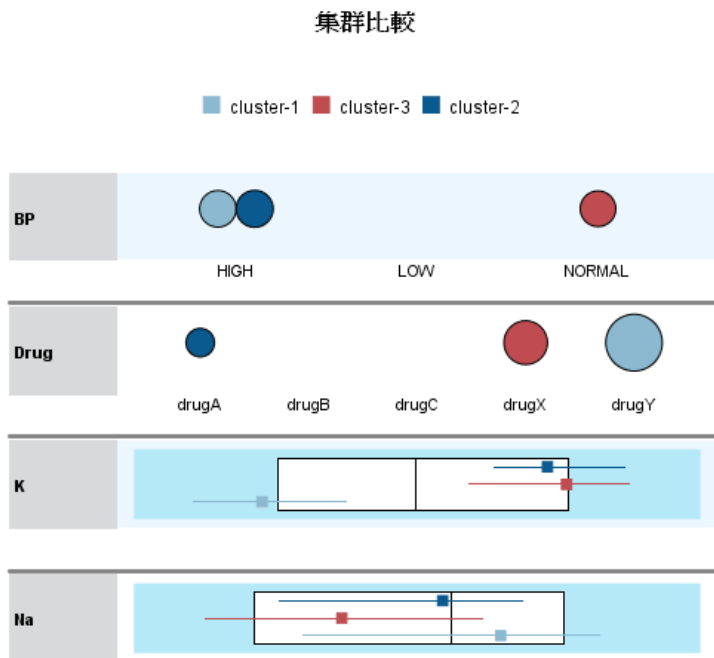 集群比較
cluster-1 cluster-3 cluster-2
BP
HIGH LOW NORMAL
Drug
drugA drugB drugC drugX drugY
K
Na